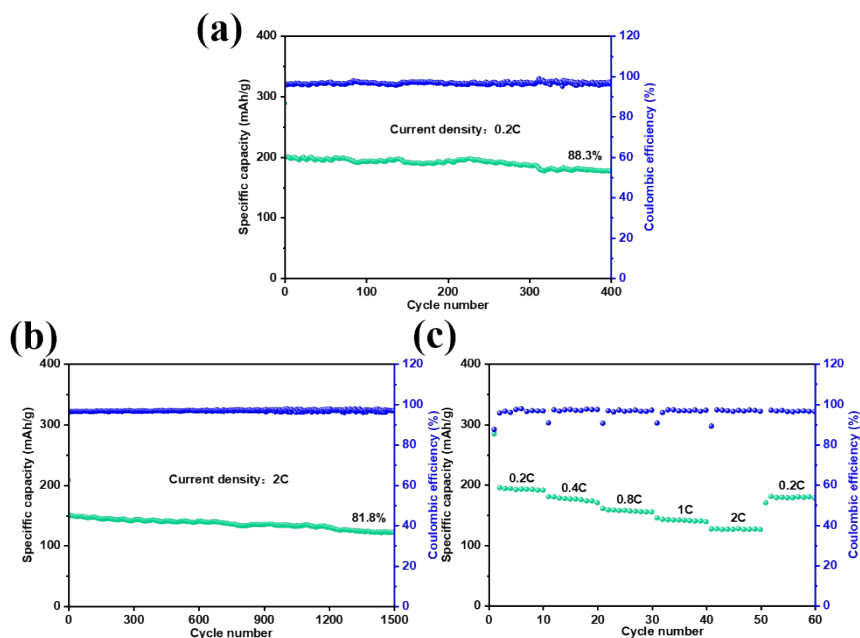 (a)
400
300
200
100
0
Speciffic capacity (mAh/g)
120
100
80
60
40
20
0
Coulombic efficiency (%)
Current density：0.2C
88.3%
0 100 200 300 400
Cycle number
(b)
400
300
200
100
0
Speciffic capacity (mAh/g)
120
100
80
60
40
20
0
Coulombic efficiency (%)
Current density：2C
81.8%
0 300 600 900 1200 1500
Cycle number
(c)
400
300
200
100
0
Speciffic capacity (mAh/g)
120
100
80
60
40
20
0
Coulombic efficiency (%)
0.2C
0.4C
0.8C
1C
2C
0.2C
0 10 20 30 40 50 60
Cycle number